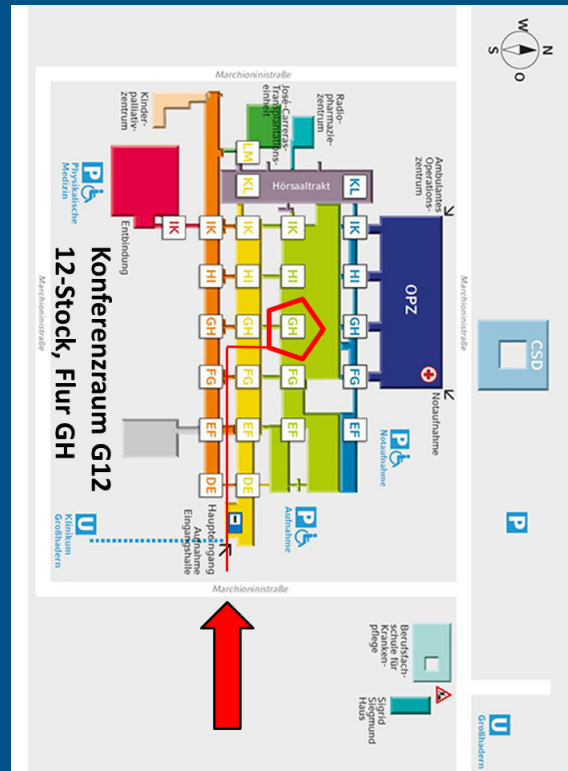 W
N
S
O
Marchioninistraße
Kinder-
palliativ-
zentrum
José-Carreras-
Transplantations-
einheit
Radio-
pharmazie-
zentrum
Ambulantes
Operations-
zentrum
LM
KL
Hörsaaltrakt
KL
P
Physikalische
Medizin
IK
IK
IK
IK
IK
Entbindung
HI
HI
HI
HI
OPZ
GH
GH
GH
GH
FG
FG
FG
FG
Notaufnahme
EF
EF
EF
EF
P
Notaufnahme
DE
DE
P
Aufnahme
Haupteingang
Aufnahme
Eingangshalle
U
Klinikum
Großhadern
Marchioninistraße
Marchioninistraße
Marchioninistraße
CSD
P
Konferenzraum G12
12-Stock, Flur GH
Berufsfach-
schule für
Kranken-
pflege
Sigrid
Siegmund
Haus
U
Großhadern